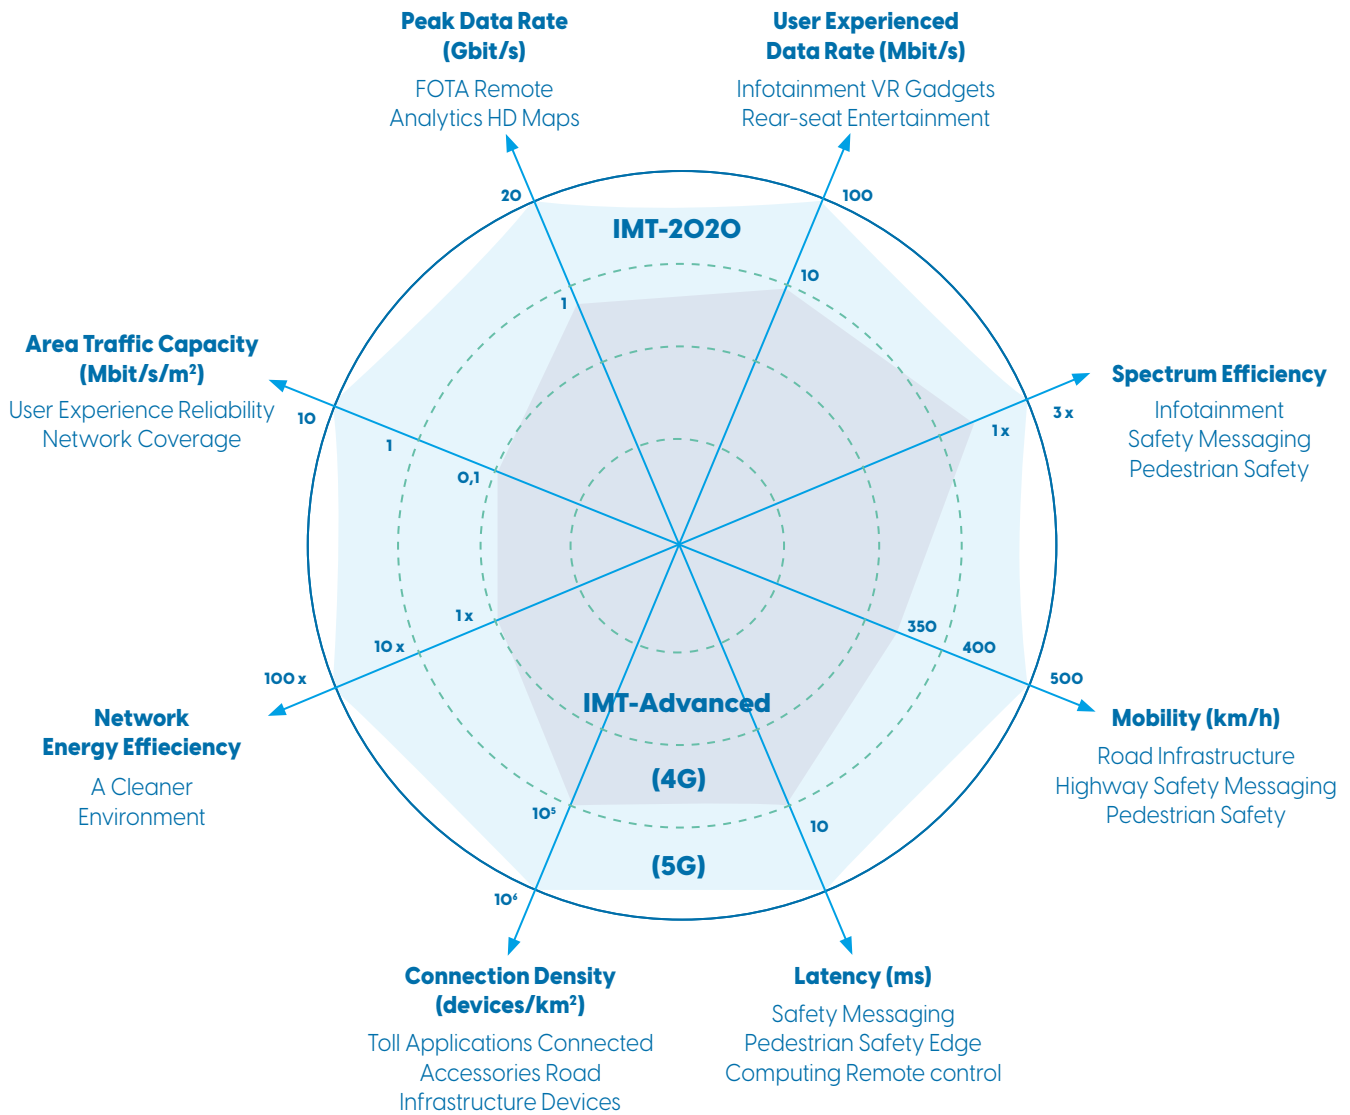 Peak Data Rate
(Gbit/s)
FOTA Remote
Analytics HD Maps
User Experienced
Data Rate (Mbit/s)
Infotainment VR Gadgets
Rear-seat Entertainment
20
100
IMT-2020
10
1
Area Traffic Capacity
(Mbit/s/m²)
User Experience Reliability
Network Coverage
10
1
0,1
Spectrum Efficiency
Infotainment
Safety Messaging
Pedestrian Safety
3 x
1 x
1 x
10 x
100 x
350
400
500
Network
Energy Effieciency
A Cleaner
Environment
IMT-Advanced
(4G)
(5G)
Mobility (km/h)
Road Infrastructure
Highway Safety Messaging
Pedestrian Safety
10⁵
10
10⁶
Connection Density
(devices/km²)
Toll Applications Connected
Accessories Road
Infrastructure Devices
Latency (ms)
Safety Messaging
Pedestrian Safety Edge
Computing Remote control